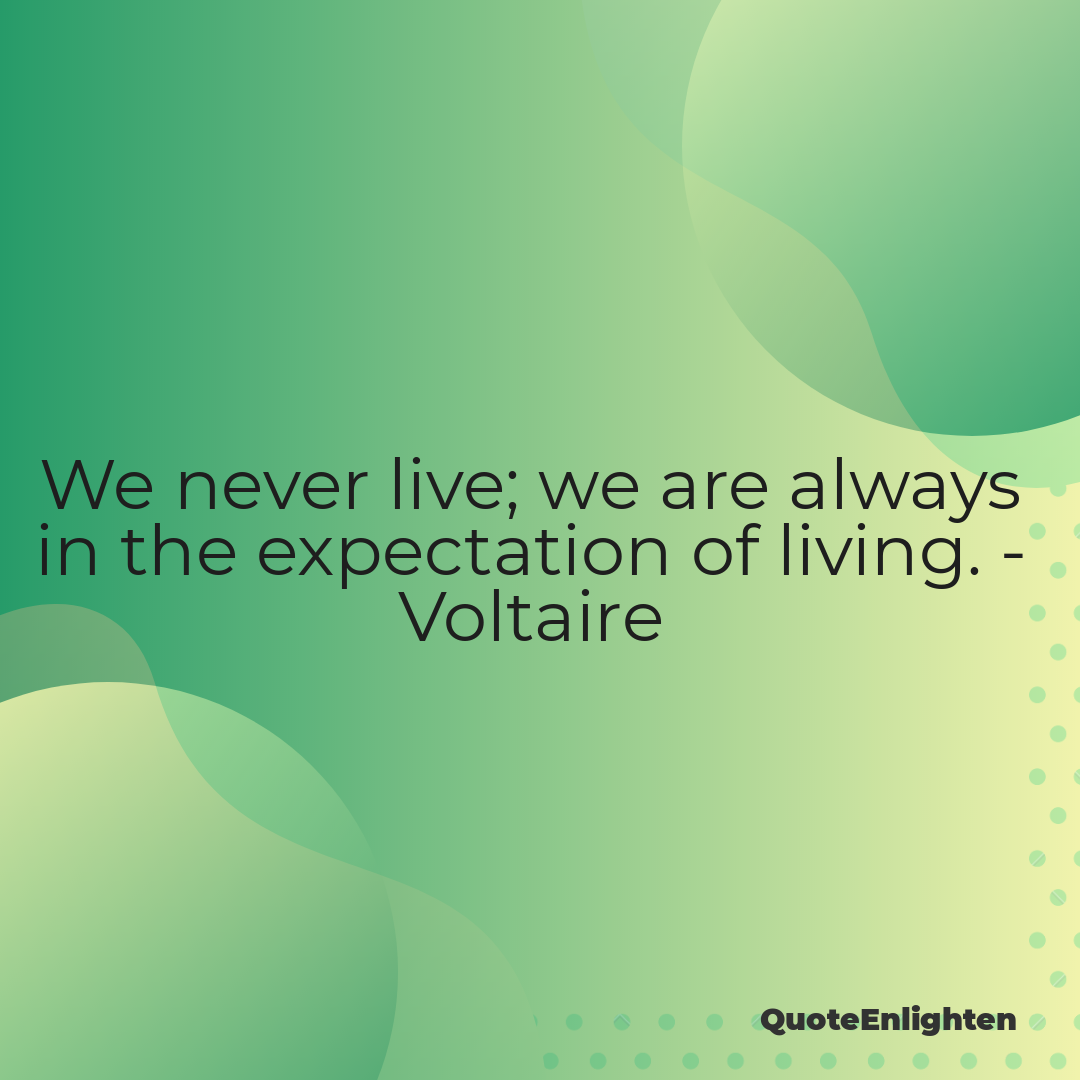 We never live; we are always
in the expectation of living. -
Voltaire
QuoteEnlighten